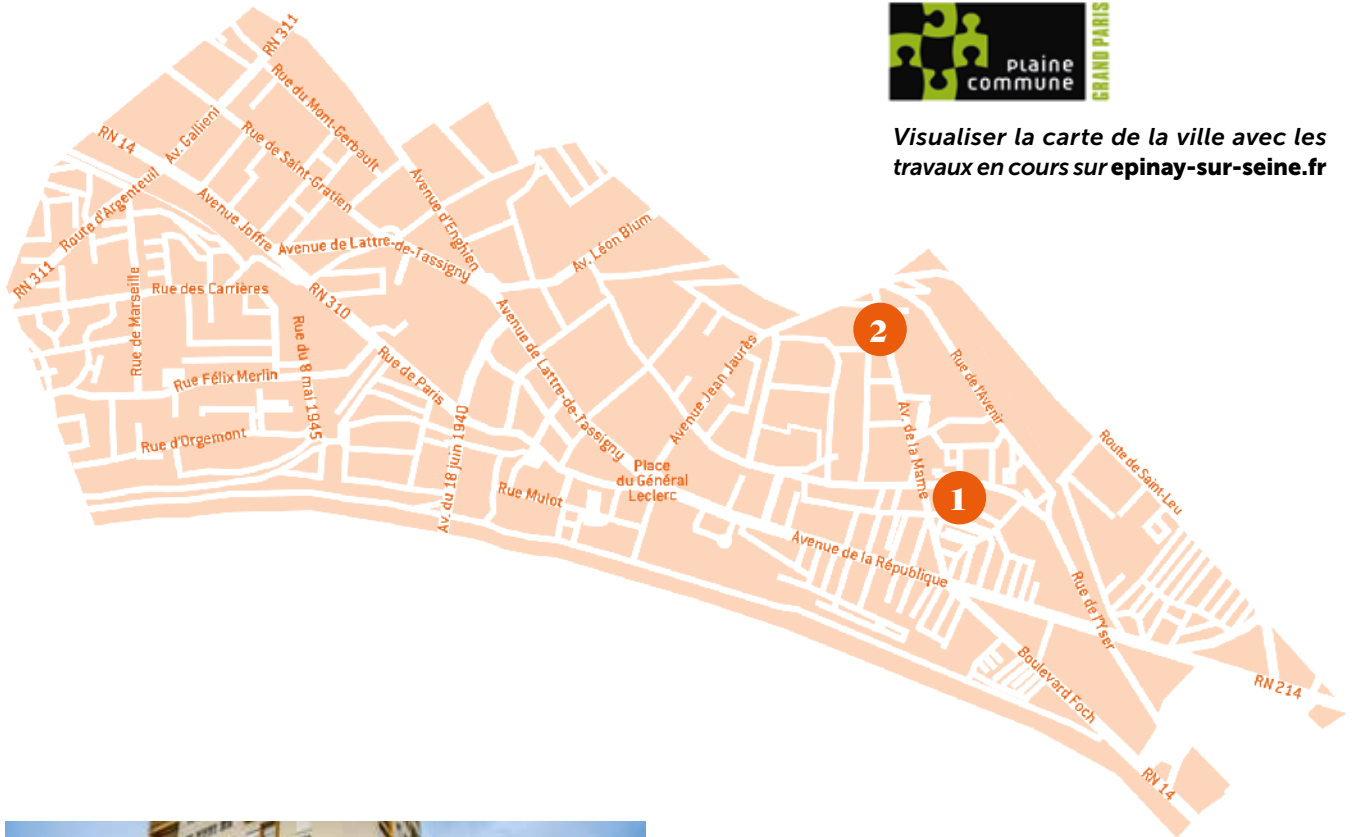 plaine
commune
GRAND PARIS
Visualiser la carte de la ville avec les
travaux en cours sur epinay-sur-seine.fr
RN 311
Rue du Mont-Gerbault
Av. Gallieni
RN 14
Rue de Saint-Gratien
Route d'Argenteuil
Avenue Joffre
Avenue d'Enghien
Avenue de Lattre-de-Tassigny
Av. Léon Blum
RN 311
Rue de Marseille
Rue des Carrières
RN 310
Rue du 8 mai 1945
Avenue de Lattre-de-Tassigny
Rue de Paris
Rue Félix Merlin
Rue d'Orgemont
Av. du 18 juin 1940
Rue Mulot
Place
du Général
Leclerc
Avenue Jean Jaurès
2
Rue de l'Avenir
Av. de la Marne
1
Route de Saint-Leu
Avenue de la République
Rue de l'Yser
Boulevard Foch
RN 214
RN 14